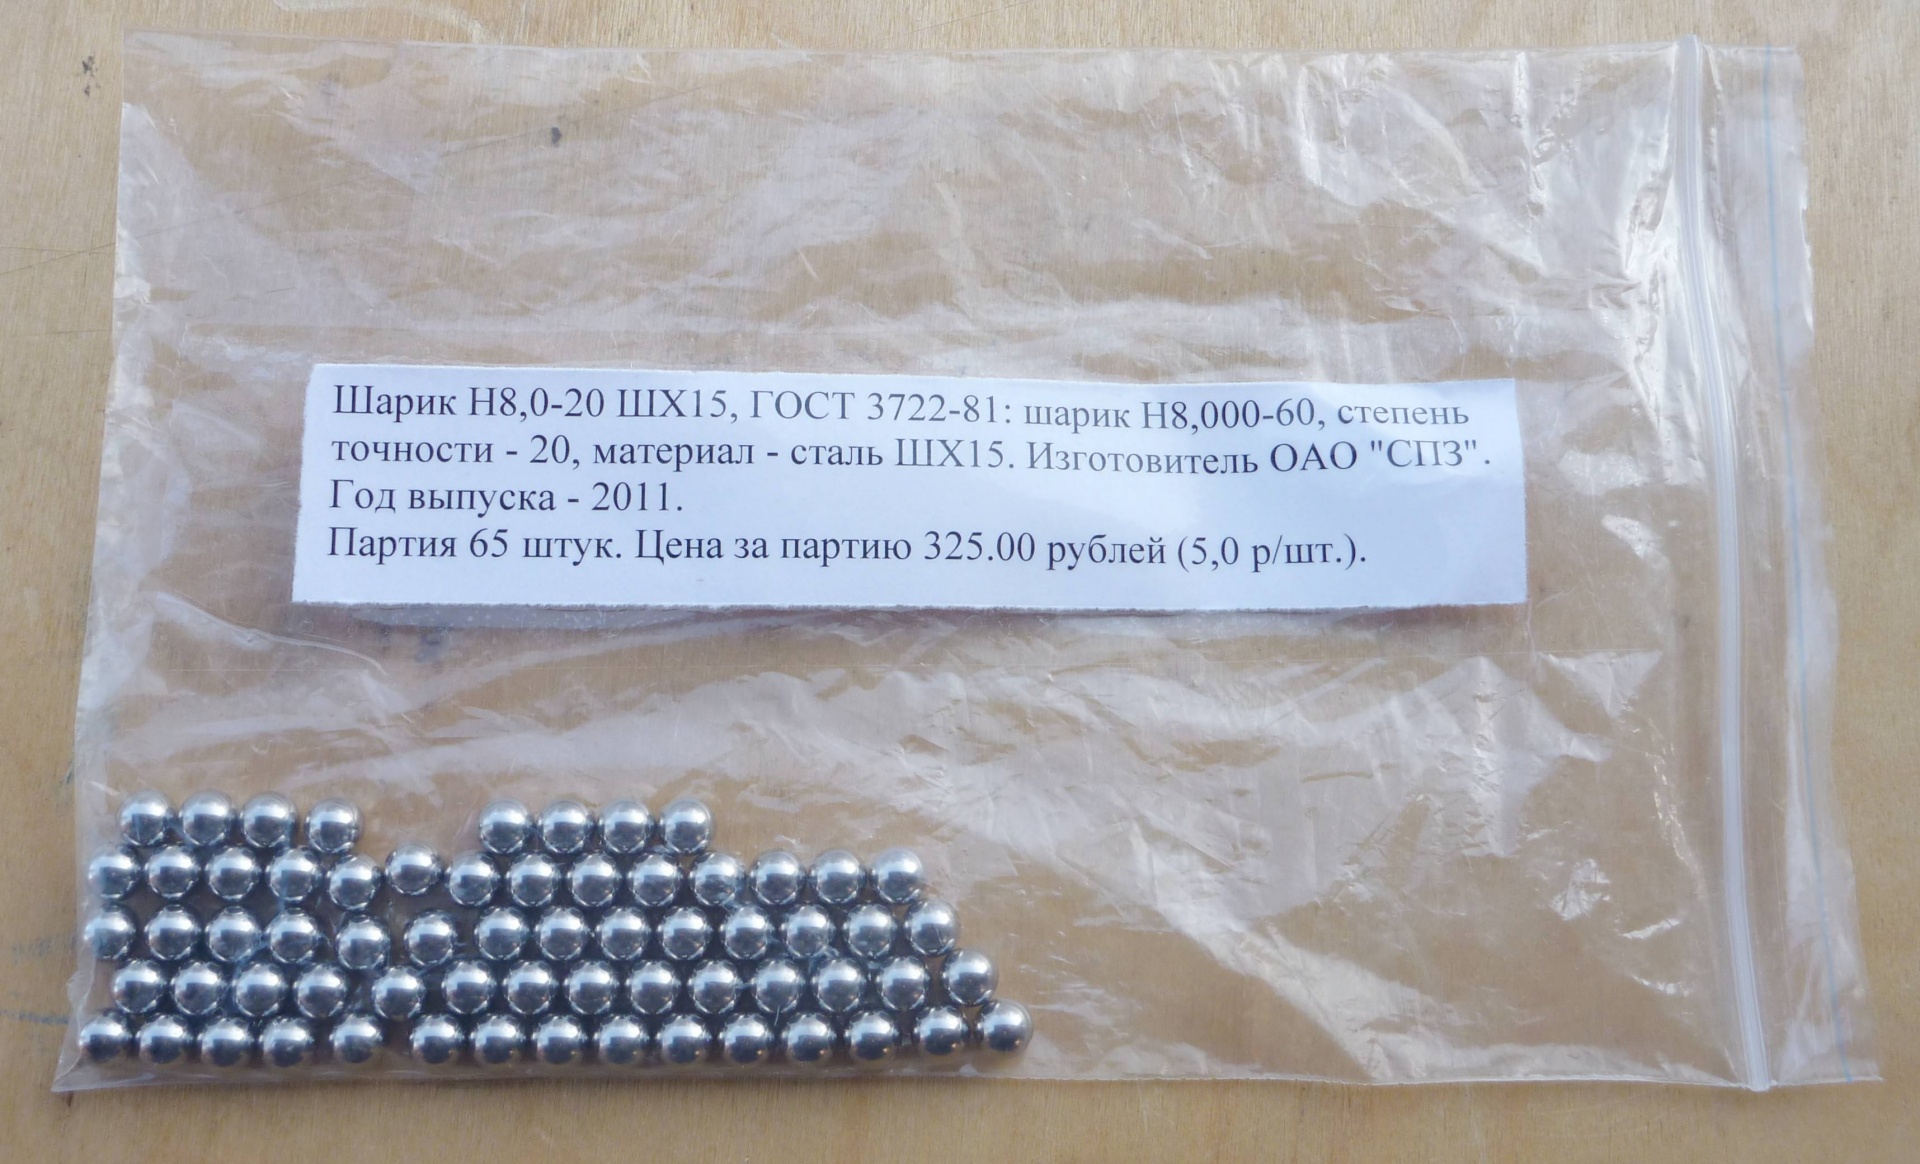 Шарик Н8,0-20 ШХ15, ГОСТ 3722-81: шарик Н8,000-60, степень
точности - 20, материал - сталь ШХ15. Изготовитель ОАО "СПЗ".
Год выпуска - 2011.
Партия 65 штук. Цена за партию 325.00 рублей (5,0 р/шт.).